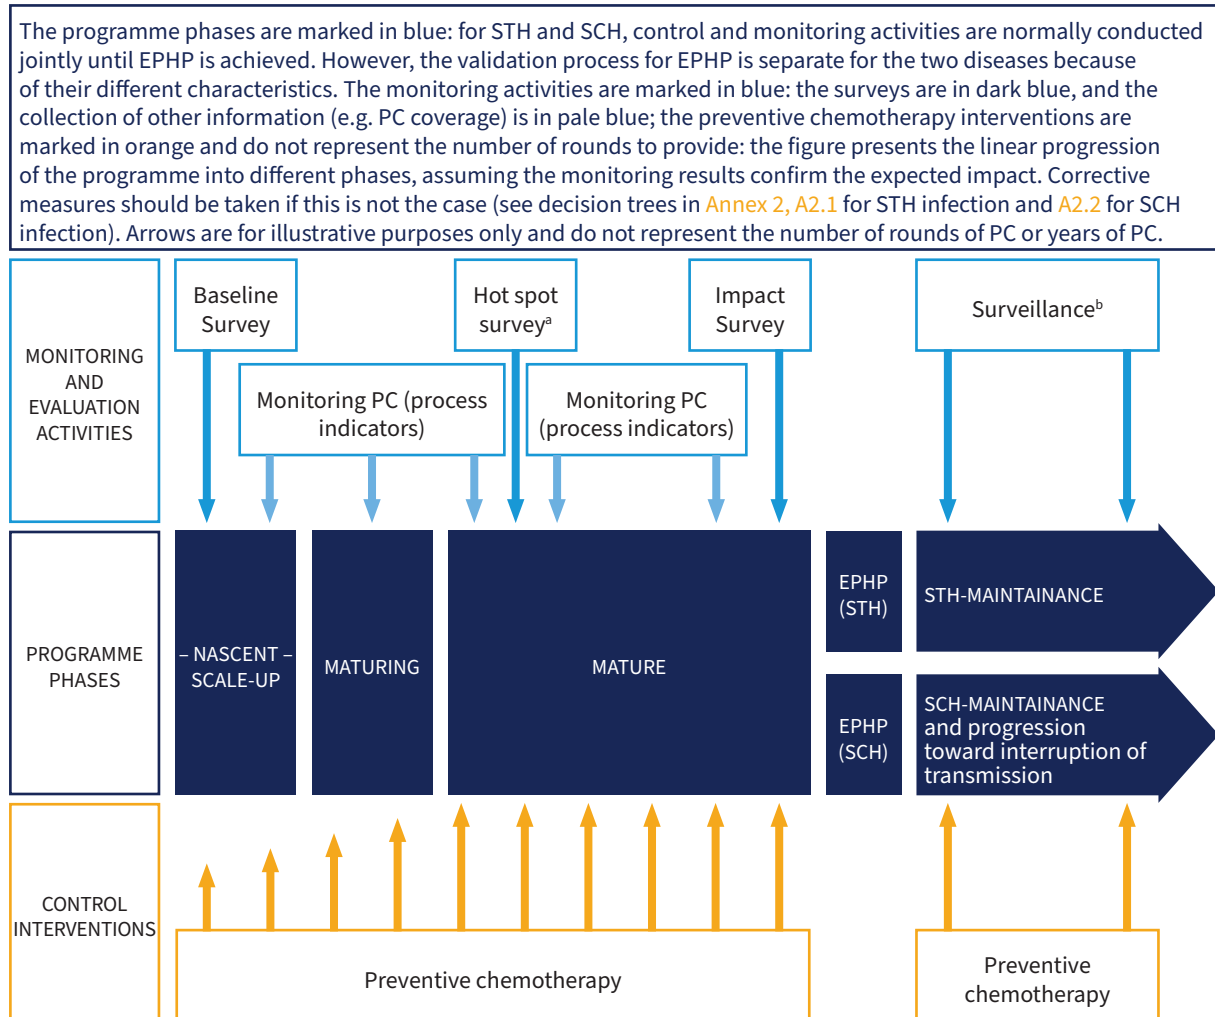 The programme phases are marked in blue: for STH and SCH, control and monitoring activities are normally conducted
jointly until EPHP is achieved. However, the validation process for EPHP is separate for the two diseases because
of their different characteristics. The monitoring activities are marked in blue: the surveys are in dark blue, and the
collection of other information (e.g. PC coverage) is in pale blue; the preventive chemotherapy interventions are
marked in orange and do not represent the number of rounds to provide: the figure presents the linear progression
of the programme into different phases, assuming the monitoring results confirm the expected impact. Corrective
measures should be taken if this is not the case (see decision trees in Annex 2, A2.1 for STH infection and A2.2 for SCH
infection). Arrows are for illustrative purposes only and do not represent the number of rounds of PC or years of PC.
MONITORING
AND
EVALUATION
ACTIVITIES
Baseline
Survey
Hot spot
surveyᵃ
Impact
Survey
Surveillanceᵇ
Monitoring PC (process
indicators)
Monitoring PC
(process indicators)
PROGRAMME
PHASES
– NASCENT –
SCALE-UP
MATURING
MATURE
EPHP
(STH)
STH-MAINTAINANCE
EPHP
(SCH)
SCH-MAINTAINANCE
and progression
toward interruption of
transmission
CONTROL
INTERVENTIONS
Preventive chemotherapy
Preventive
chemotherapy